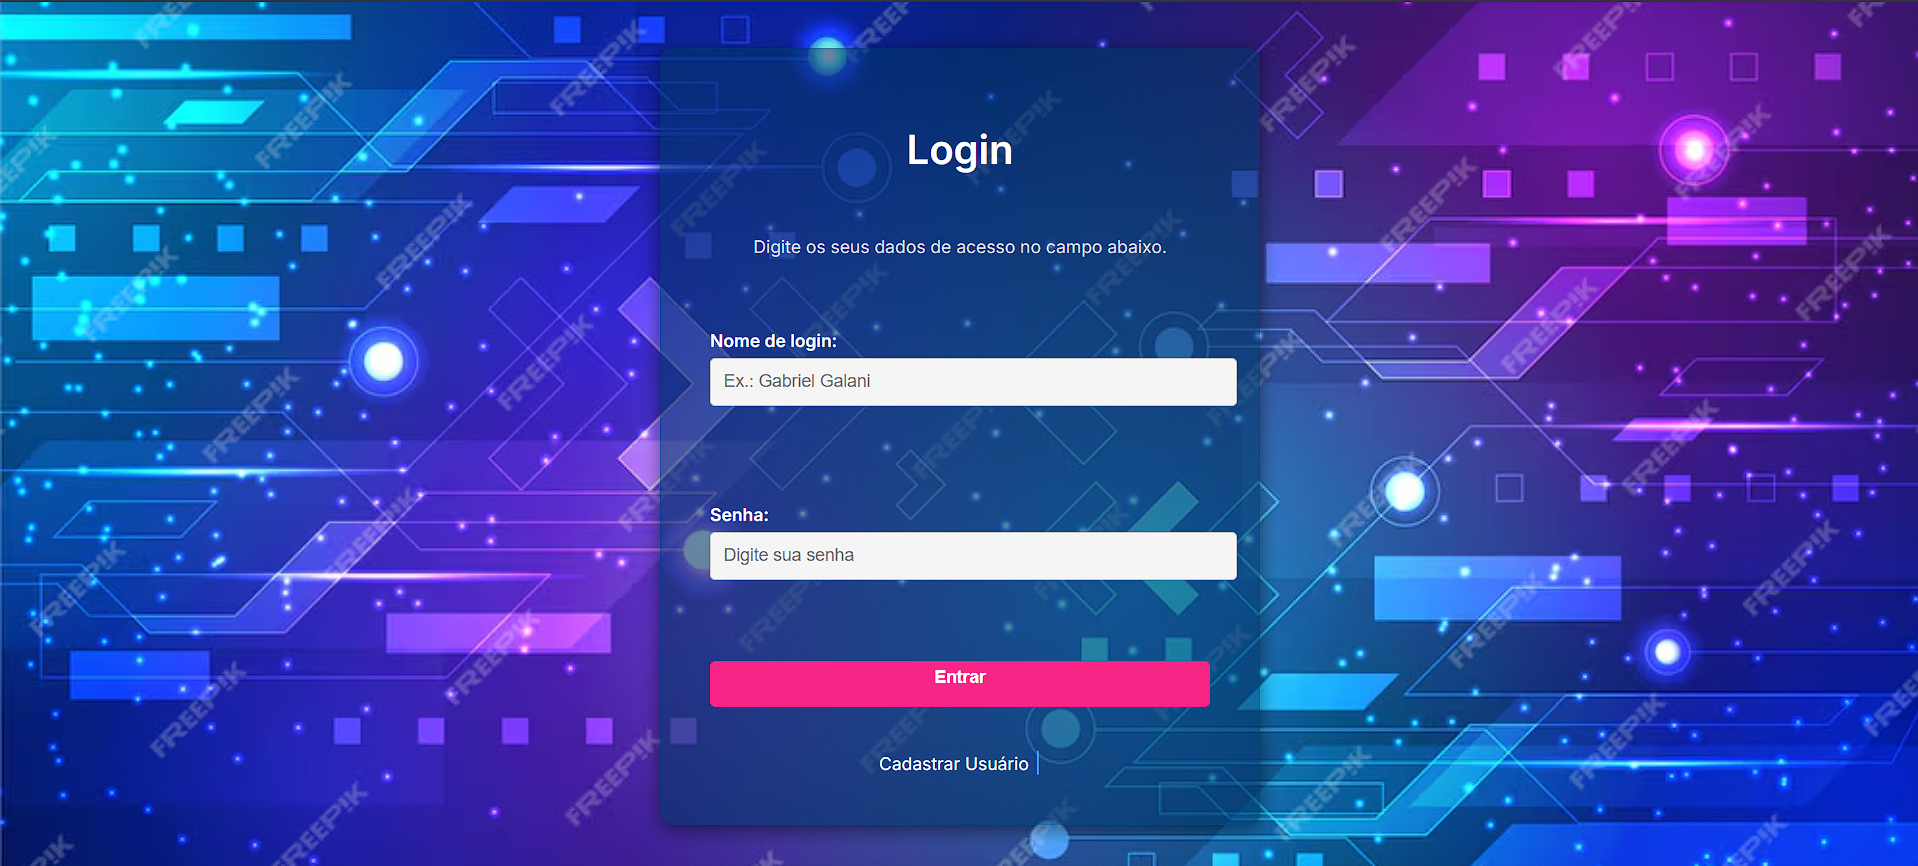 Login
Digite os seus dados de acesso no campo abaixo.
Nome de login:
Ex.: Gabriel Galani
Senha:
Digite sua senha
Entrar
Cadastrar Usuário
FREEPIK